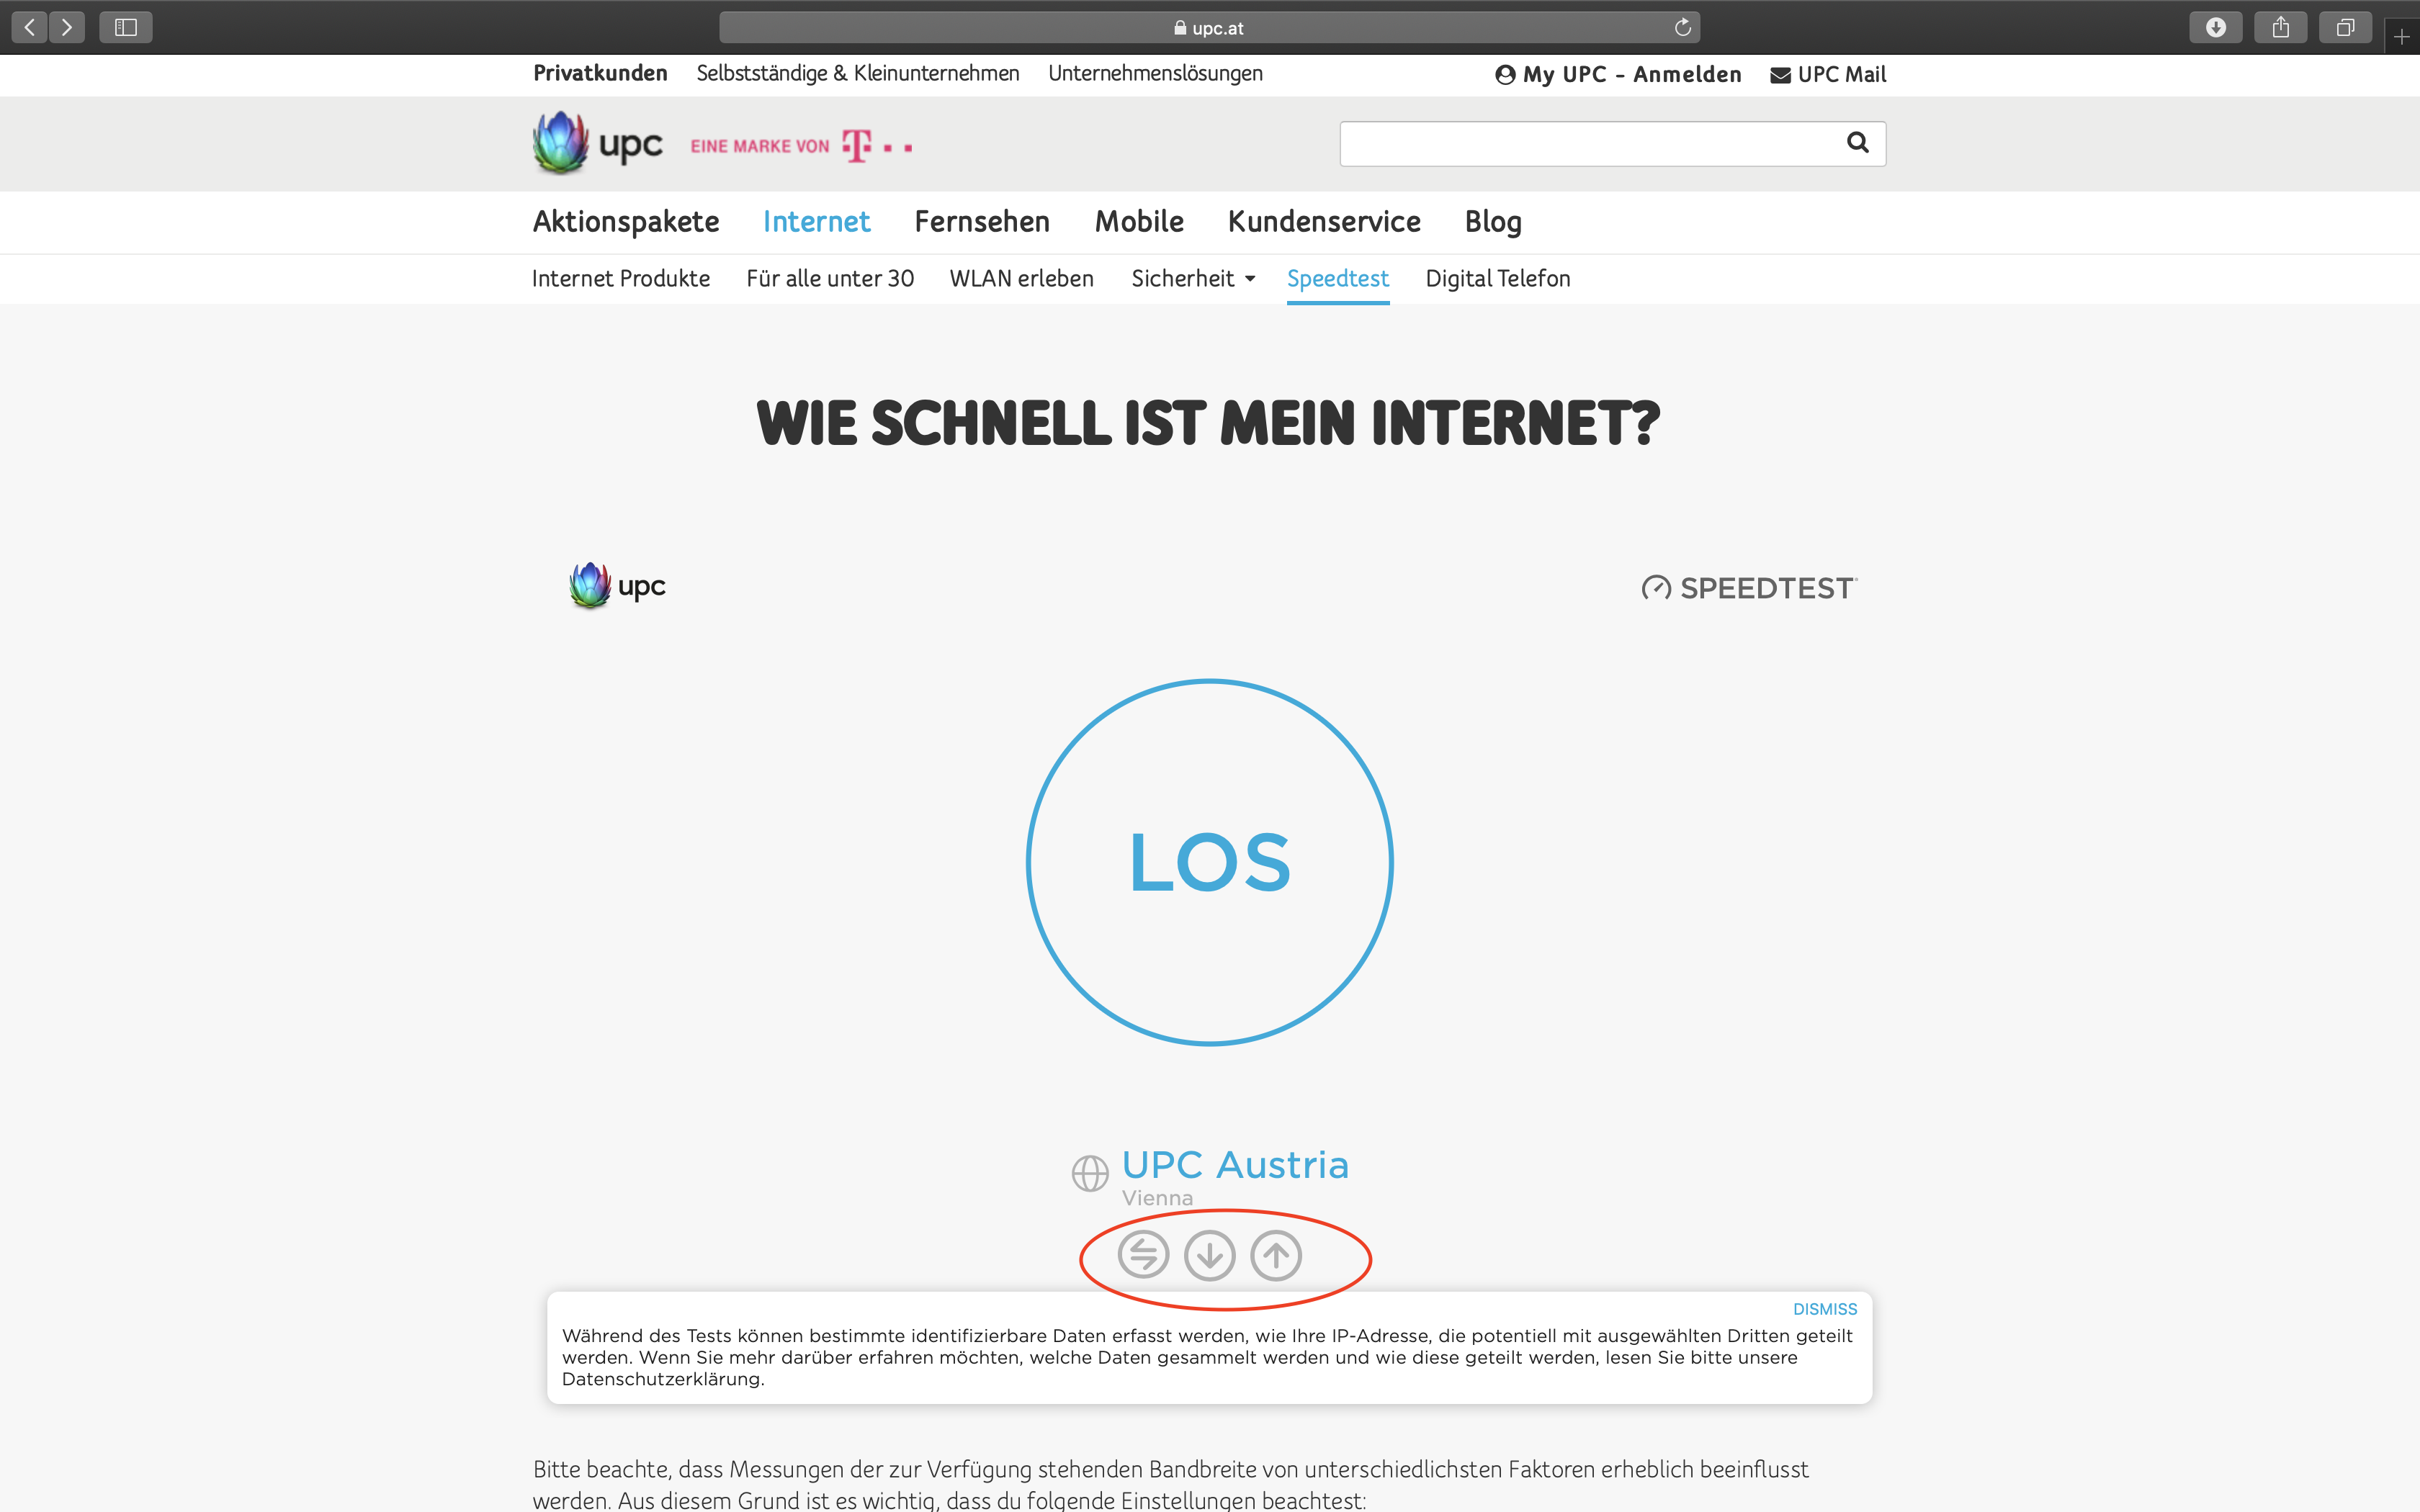 upc.at
Privatkunden Selbstständige & Kleinunternehmen Unternehmenslösungen My UPC - Anmelden UPC Mail
upc EINE MARKE VON T
Aktionspakete Internet Fernsehen Mobile Kundenservice Blog
Internet Produkte Für alle unter 30 WLAN erleben Sicherheit Speedtest Digital Telefon
WIE SCHNELL IST MEIN INTERNET?
upc SPEEDTEST
LOS
UPC Austria
Vienna
DISMISS
Während des Tests können bestimmte identifizierbare Daten erfasst werden, wie Ihre IP-Adresse, die potentiell mit ausgewählten Dritten geteilt
werden. Wenn Sie mehr darüber erfahren möchten, welche Daten gesammelt werden und wie diese geteilt werden, lesen Sie bitte unsere
Datenschutzerklärung.
Bitte beachte, dass Messungen der zur Verfügung stehenden Bandbreite von unterschiedlichsten Faktoren erheblich beeinflusst
werden. Aus diesem Grund ist es wichtig, dass du folgende Einstellungen beachtest: